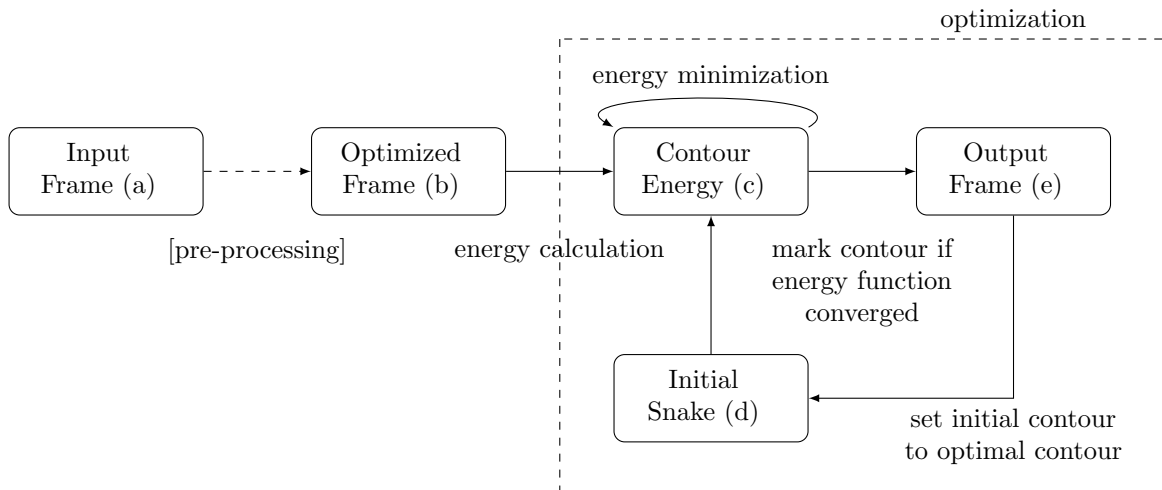 optimization
energy minimization
Input
Frame (a)
Optimized
Frame (b)
Contour
Energy (c)
Output
Frame (e)
[pre-processing]
energy calculation
mark contour if
energy function
converged
Initial
Snake (d)
set initial contour
to optimal contour